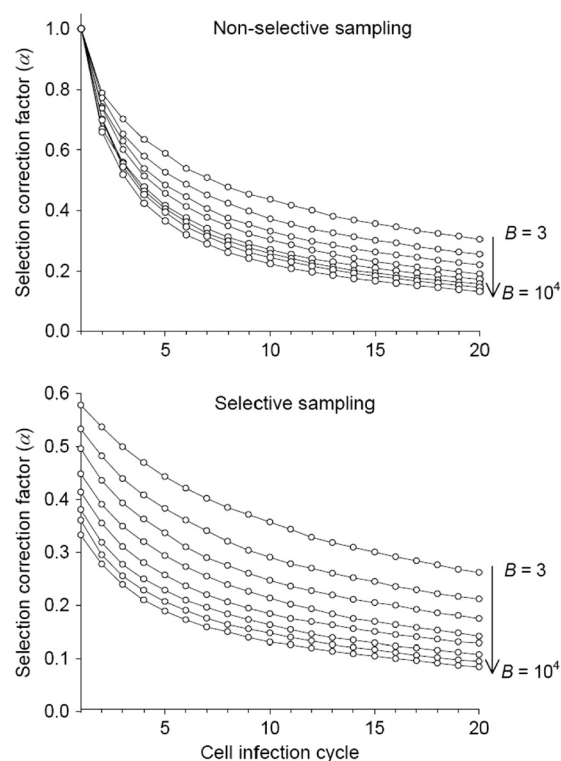 Non-selective sampling
Selection correction factor (α)
1.0
0.8
0.6
0.4
0.2
0.0
B = 3
B = 10⁴
5
10
15
20
Selective sampling
Selection correction factor (α)
0.6
0.5
0.4
0.3
0.2
0.1
0.0
B = 3
B = 10⁴
5
10
15
20
Cell infection cycle